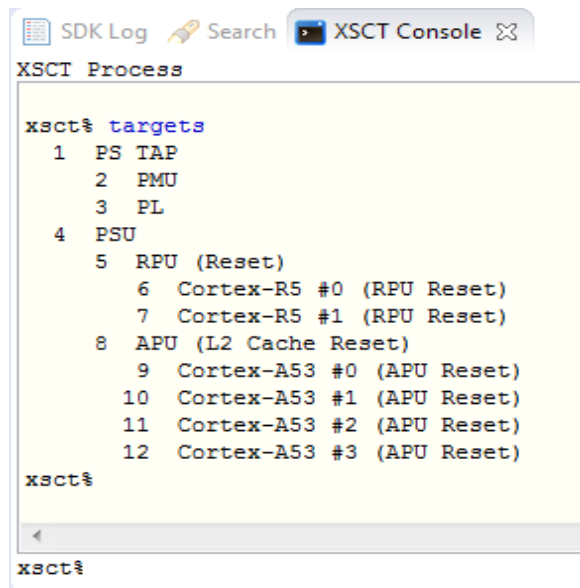 SDK Log Search XSCT Console
XSCT Process
xsct% targets
1 PS TAP
2 PMU
3 PL
4 PSU
5 RPU (Reset)
6 Cortex-R5 #0 (RPU Reset)
7 Cortex-R5 #1 (RPU Reset)
8 APU (L2 Cache Reset)
9 Cortex-A53 #0 (APU Reset)
10 Cortex-A53 #1 (APU Reset)
11 Cortex-A53 #2 (APU Reset)
12 Cortex-A53 #3 (APU Reset)
xsct%
xsct%